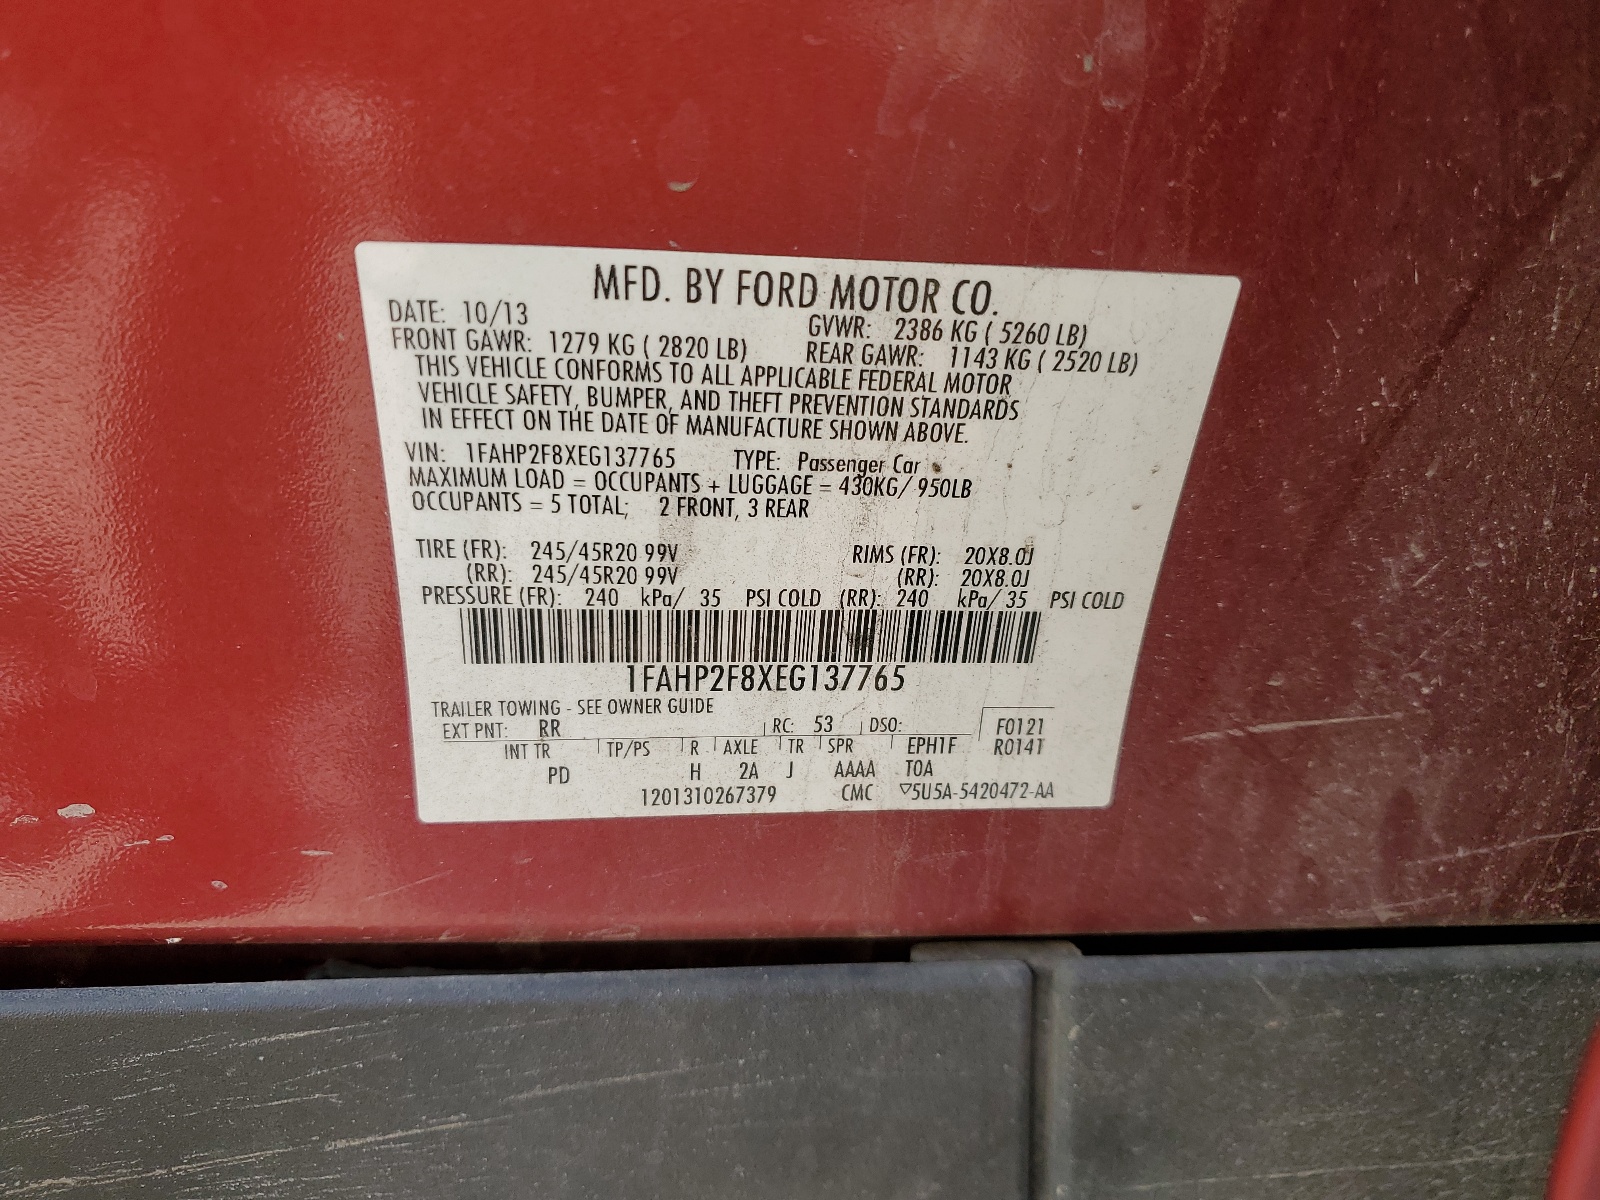 MFD. BY FORD MOTOR CO.
DATE: 10/13 GVWR: 2386 KG ( 5260 LB)
FRONT GAWR: 1279 KG ( 2820 LB) REAR GAWR: 1143 KG ( 2520 LB)
THIS VEHICLE CONFORMS TO ALL APPLICABLE FEDERAL MOTOR
VEHICLE SAFETY, BUMPER, AND THEFT PREVENTION STANDARDS
IN EFFECT ON THE DATE OF MANUFACTURE SHOWN ABOVE.
VIN: 1FAHP2F8XEG137765 TYPE: Passenger Car
MAXIMUM LOAD = OCCUPANTS + LUGGAGE = 430KG/ 950LB
OCCUPANTS = 5 TOTAL; 2 FRONT, 3 REAR
TIRE (FR): 245/45R20 99V RIMS (FR): 20X8.0J
(RR): 245/45R20 99V (RR): 20X8.0J
PRESSURE (FR): 240 kPa/ 35 PSI COLD (RR): 240 kPa/ 35 PSI COLD
1FAHP2F8XEG137765
TRAILER TOWING - SEE OWNER GUIDE
EXT PNT: RR RC: 53 DSO: F0121
INT TR TP/PS R AXLE TR SPR EPH1F R0141
PD H 2A J AAAA TOA
1201310267379 CMC ▽5U5A-5420472-AA